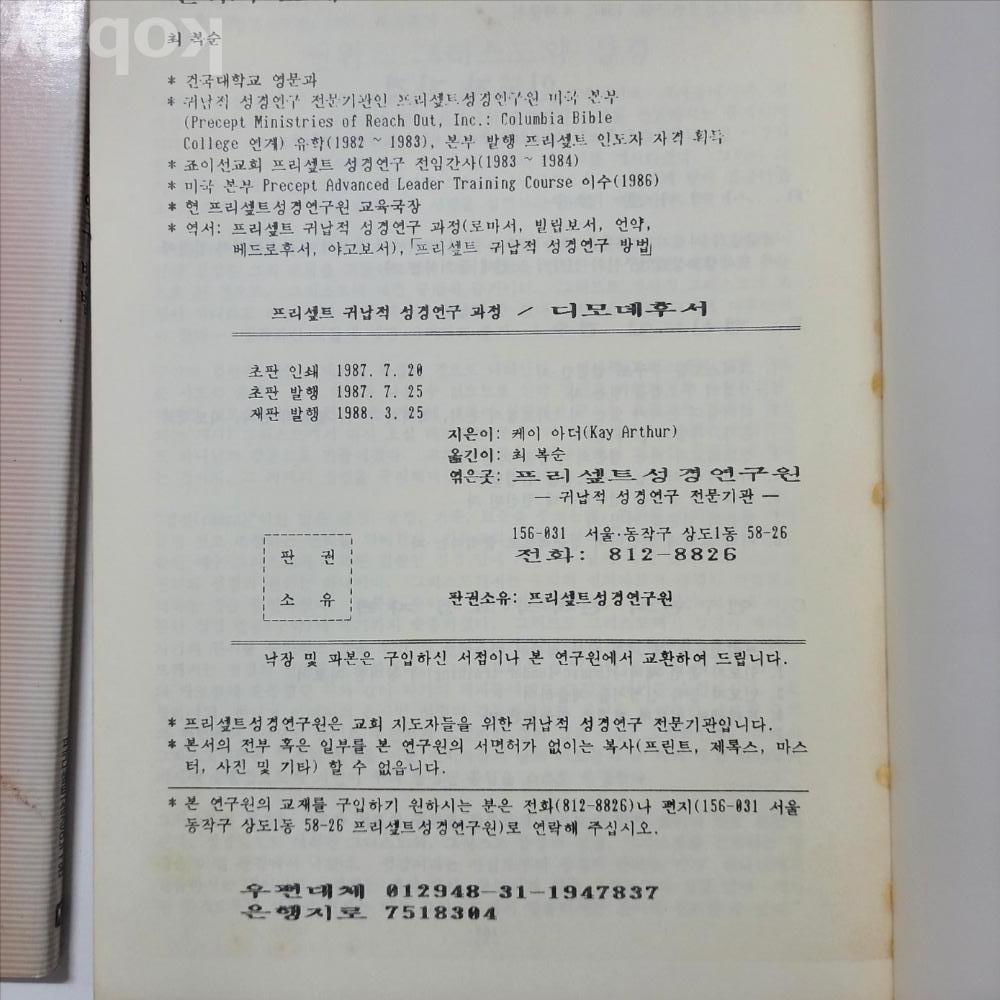 최 복순
* 건국대학교 영문과
* 귀납적 성경연구 전문기관인 프리셒트성경연구원 미국 본부
(Precept Ministries of Reach Out, Inc.: Columbia Bible
College 연계) 유학(1982 ~ 1983), 본부 발행 프리셒트 인도자 자격 획득
* 죠이선교회 프리셒트 성경연구 전임간사(1983 ~ 1984)
* 미국 본부 Precept Advanced Leader Training Course 이수(1986)
* 현 프리셒트성경연구원 교육국장
* 역서: 프리셒트 귀납적 성경연구 과정(로마서, 빌립보서, 언약,
베드로후서, 야고보서), 「프리셒트 귀납적 성경연구 방법」
프리셒트 귀납적 성경연구 과정 / 디모데후서
초판 인쇄 1987. 7. 20
초판 발행 1987. 7. 25
재판 발행 1988. 3. 25
지은이: 케이 아더(Kay Arthur)
옮긴이: 최 복순
엮은곳: 프리셒트성경연구원
— 귀납적 성경연구 전문기관 —
156-031 서울·동작구 상도1동 58-26
전화: 812-8826
판 권
소 유
판권소유: 프리셒트성경연구원
낙장 및 파본은 구입하신 서점이나 본 연구원에서 교환하여 드립니다.
* 프리셒트성경연구원은 교회 지도자들을 위한 귀납적 성경연구 전문기관입니다.
* 본서의 전부 혹은 일부를 본 연구원의 서면허가 없이는 복사(프린트, 제록스, 마스
터, 사진 및 기타) 할 수 없읍니다.
* 본 연구원의 교재를 구입하기 원하시는 분은 전화(812-8826)나 편지(156-031 서울
동작구 상도1동 58-26 프리셒트성경연구원)로 연락해 주십시오.
우편대체 012948-31-1947837
은행지로 7518304